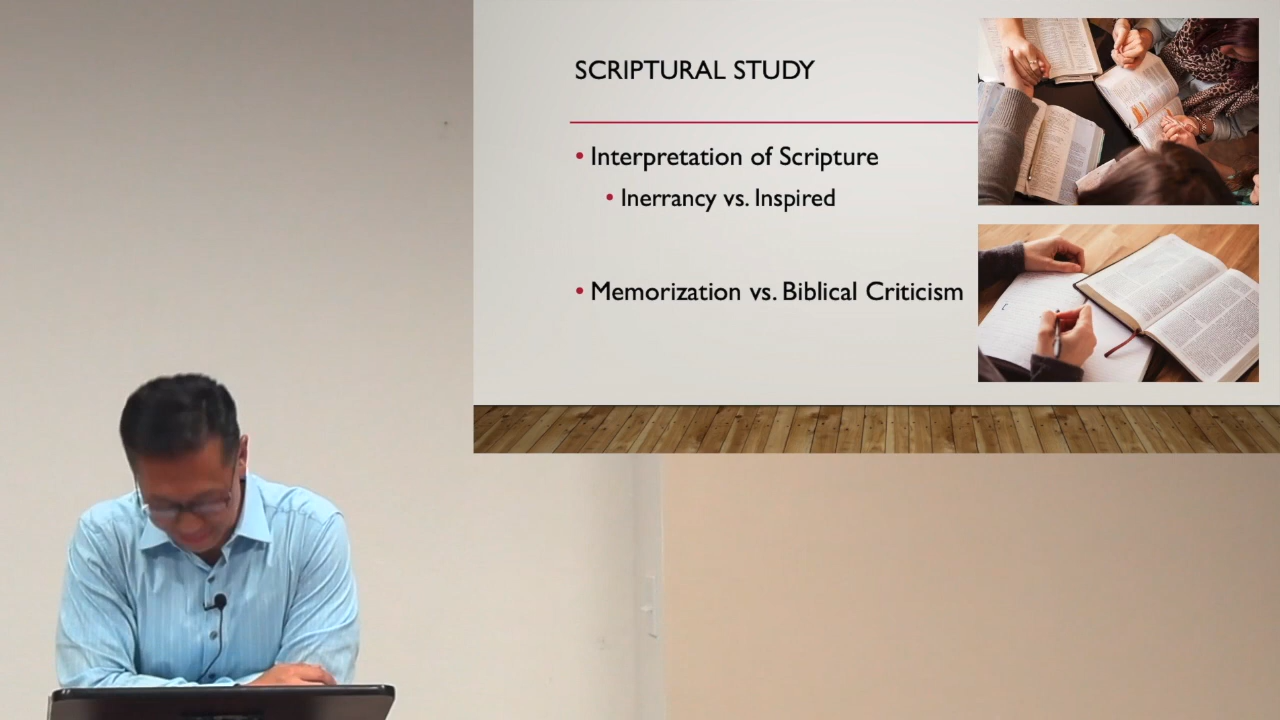 SCRIPTURAL STUDY
• Interpretation of Scripture
• Inerrancy vs. Inspired
• Memorization vs. Biblical Criticism